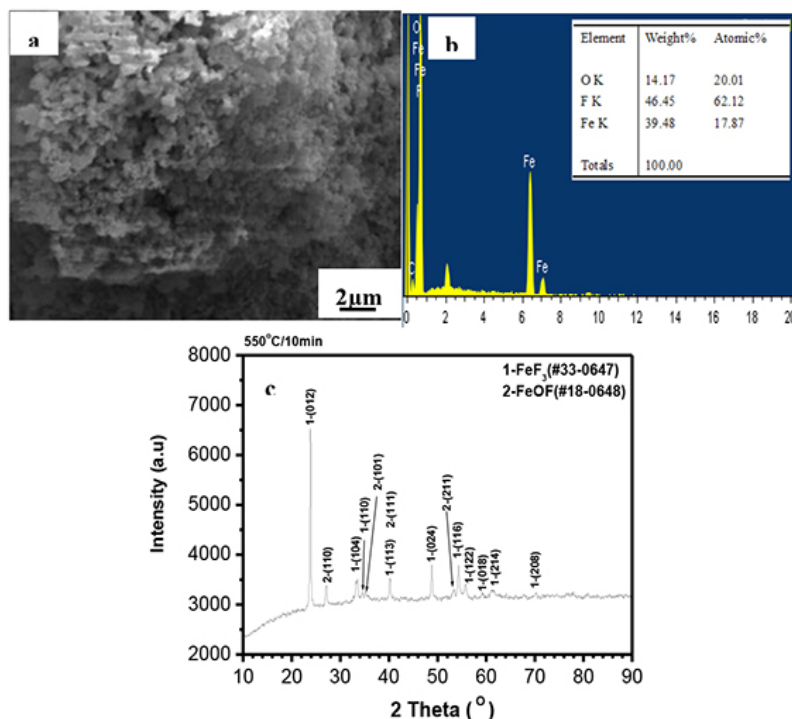 a
2µm
b
O
Fe
Fe
F
C
Fe
Fe
0 2 4 6 8 10 12 14 16 18 20
Element Weight% Atomic%
O K 14.17 20.01
F K 46.45 62.12
Fe K 39.48 17.87
Totals 100.00
550°C/10min
c
1-FeF₃(#33-0647)
2-FeOF(#18-0648)
8000
7000
6000
5000
4000
3000
2000
Intensity (a.u)
1-(012)
2-(110)
1-(104)
1-(110)
2-(101)
1-(113)
2-(111)
1-(024)
2-(211)
1-(116)
1-(122)
1-(018)
1-(214)
1-(208)
10 20 30 40 50 60 70 80 90
2 Theta (°)